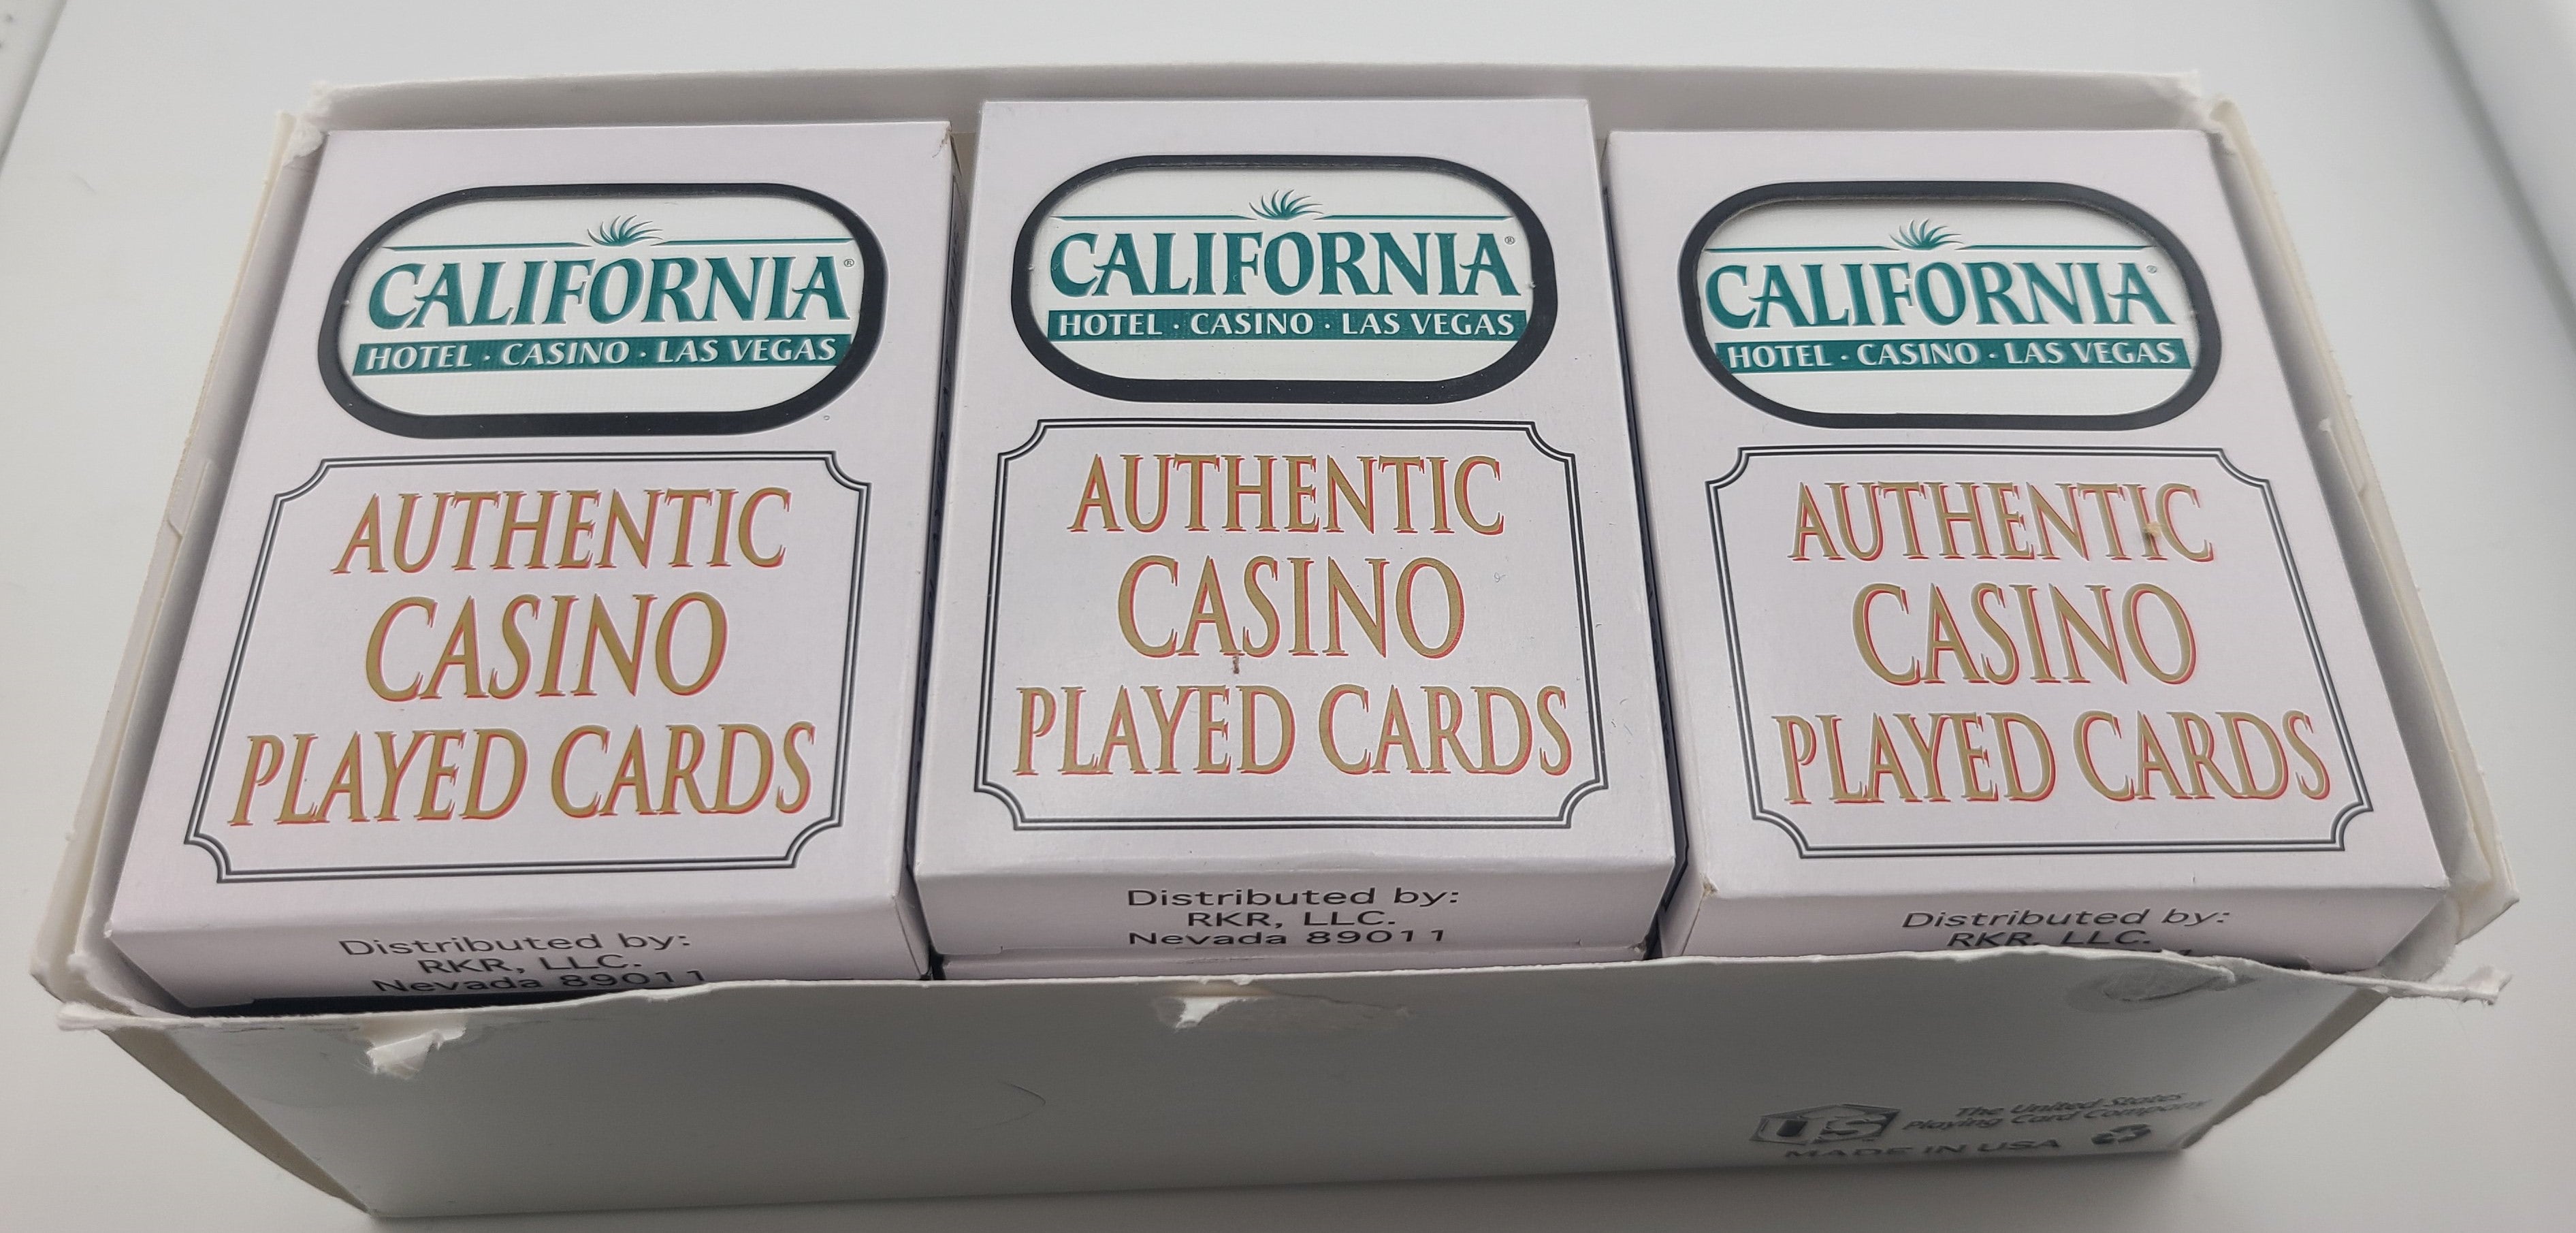 CALIFORNIA®
HOTEL · CASINO · LAS VEGAS
AUTHENTIC
CASINO
PLAYED CARDS
Distributed by:
RKR, LLC.
Nevada 89011
CALIFORNIA®
HOTEL · CASINO · LAS VEGAS
AUTHENTIC
CASINO
PLAYED CARDS
Distributed by:
RKR, LLC.
Nevada 89011
CALIFORNIA®
HOTEL · CASINO · LAS VEGAS
AUTHENTIC
CASINO
PLAYED CARDS
Distributed by:
RKR, LLC.
US
The United States
Playing Card Company
MADE IN USA